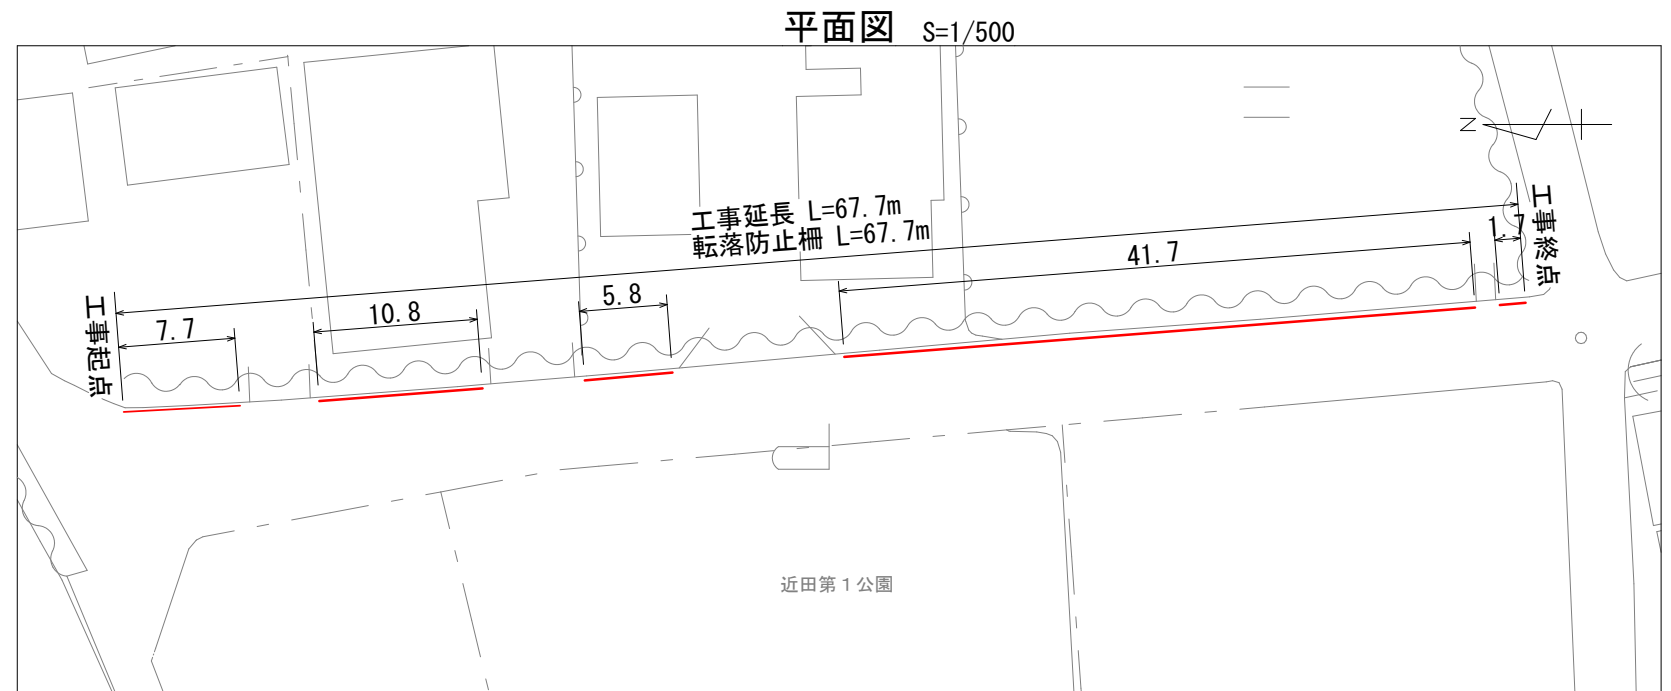 平面図 S=1/500
N
工事延長 L=67.7m
転落防止柵 L=67.7m
工事起点
7.7
10.8
5.8
41.7
1.7
工事終点
近田第1公園